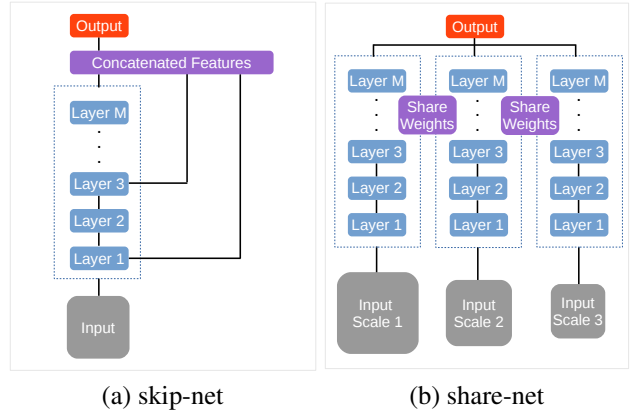 Output
Concatenated Features
Layer M
Layer 3
Layer 2
Layer 1
Input
(a) skip-net
Output
Layer M
Layer M
Layer M
Share
Weights
Share
Weights
Layer 3
Layer 3
Layer 3
Layer 2
Layer 2
Layer 2
Layer 1
Layer 1
Layer 1
Input
Scale 1
Input
Scale 2
Input
Scale 3
(b) share-net